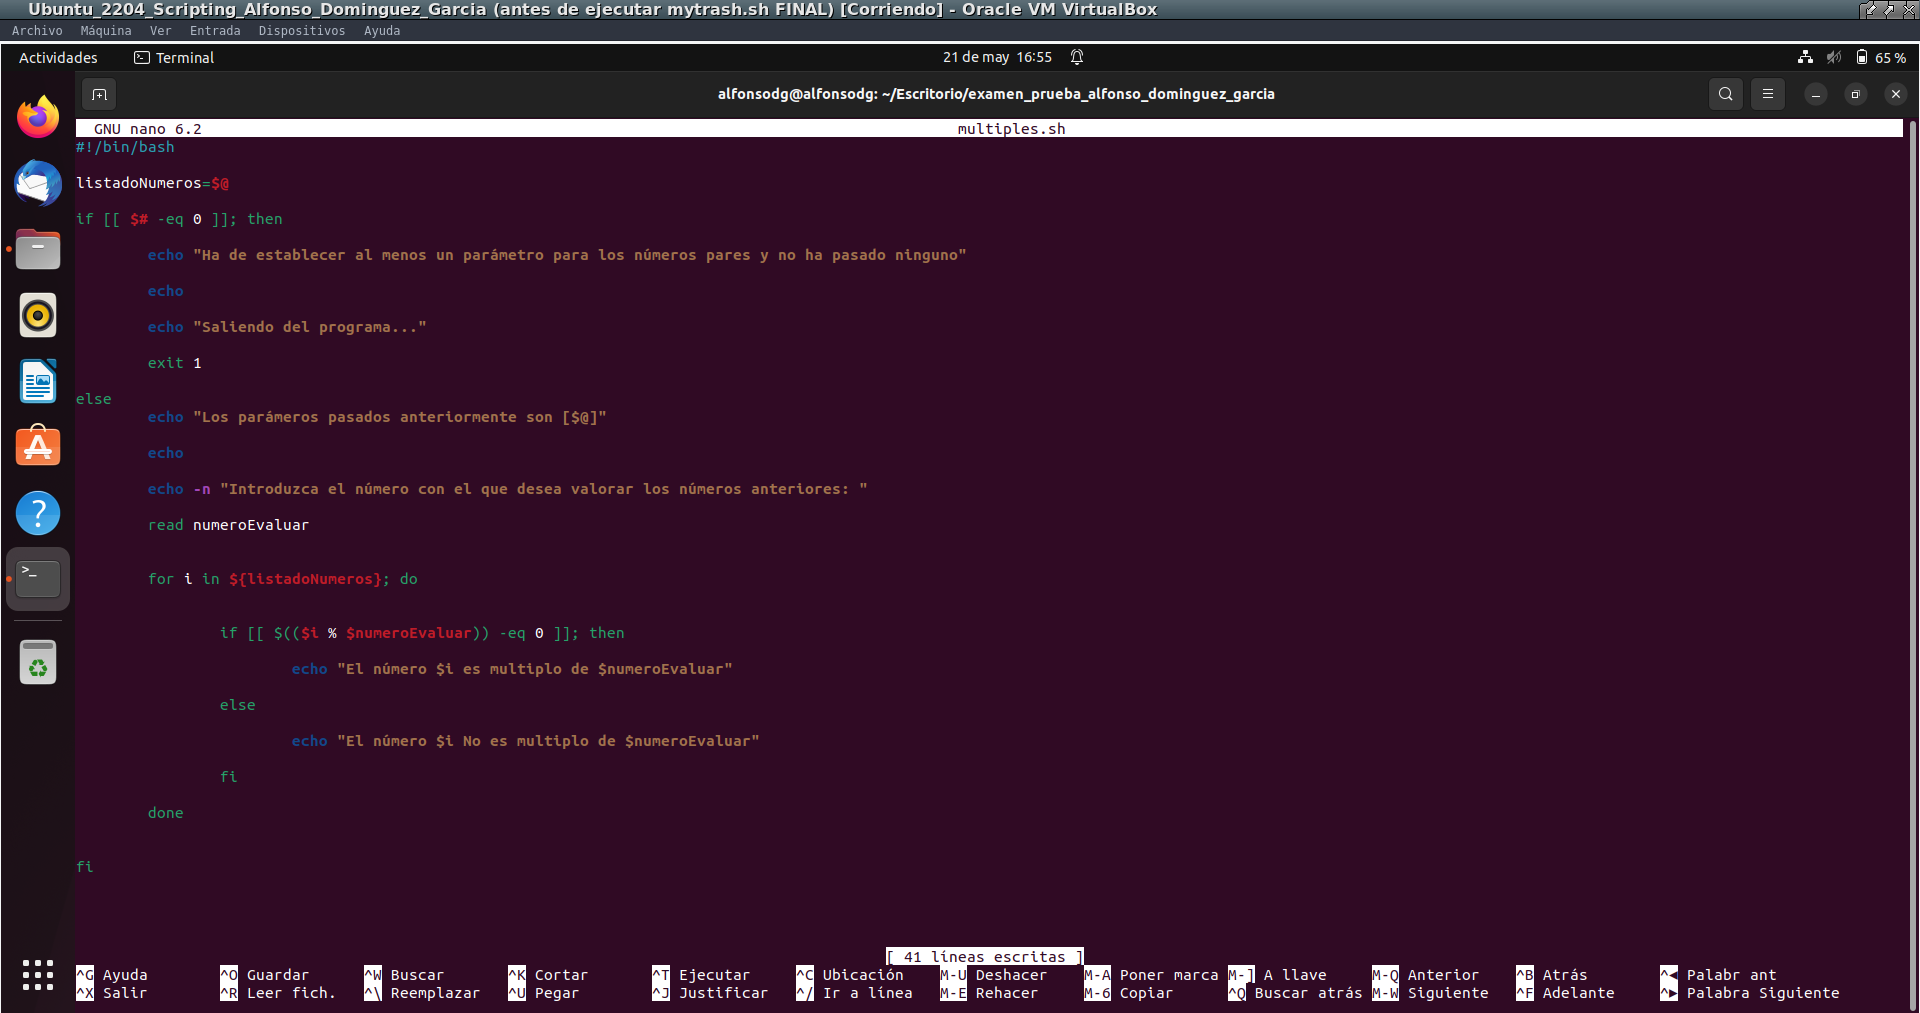 Ubuntu_2204_Scripting_Alfonso_Dominguez_Garcia (antes de ejecutar mytrash.sh FINAL) [Corriendo] - Oracle VM VirtualBox
Archivo Máquina Ver Entrada Dispositivos Ayuda
Actividades Terminal 21 de may 16:55 65 %
alfonsodg@alfonsodg: ~/Escritorio/examen_prueba_alfonso_dominguez_garcia
GNU nano 6.2 multiples.sh
#!/bin/bash
listadoNumeros=$@
if [[ $# -eq 0 ]]; then
echo "Ha de establecer al menos un parámetro para los números pares y no ha pasado ninguno"
echo
echo "Saliendo del programa..."
exit 1
else
echo "Los parámeros pasados anteriormente son [$@]"
echo
echo -n "Introduzca el número con el que desea valorar los números anteriores: "
read numeroEvaluar
for i in ${listadoNumeros}; do
if [[ $(($i % $numeroEvaluar)) -eq 0 ]]; then
echo "El número $i es multiplo de $numeroEvaluar"
else
echo "El número $i No es multiplo de $numeroEvaluar"
fi
done
fi
[ 41 líneas escritas ]
^G Ayuda ^O Guardar ^W Buscar ^K Cortar ^T Ejecutar ^C Ubicación M-U Deshacer M-A Poner marca M-] A llave M-Q Anterior ^B Atrás ^◀ Palabr ant
^X Salir ^R Leer fich. ^\ Reemplazar ^U Pegar ^J Justificar ^/ Ir a línea M-E Rehacer M-6 Copiar ^Q Buscar atrás M-W Siguiente ^F Adelante ^▶ Palabra Siguiente